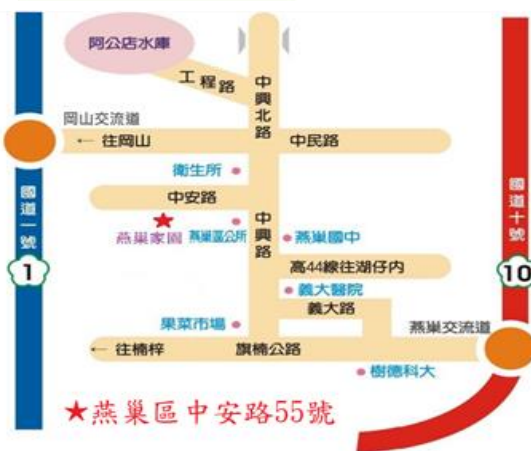 阿公店水庫
工程路
中興北路
岡山交流道
← 往岡山
中民路
衛生所
中安路
國道一號
國道十號
★
燕巢家園
燕巢區公所
中興路
燕巢國中
1
高44線往湖仔內
10
義大醫院
義大路
果菜市場
燕巢交流道
← 往楠梓
旗楠公路
樹德科大
★燕巢區中安路55號